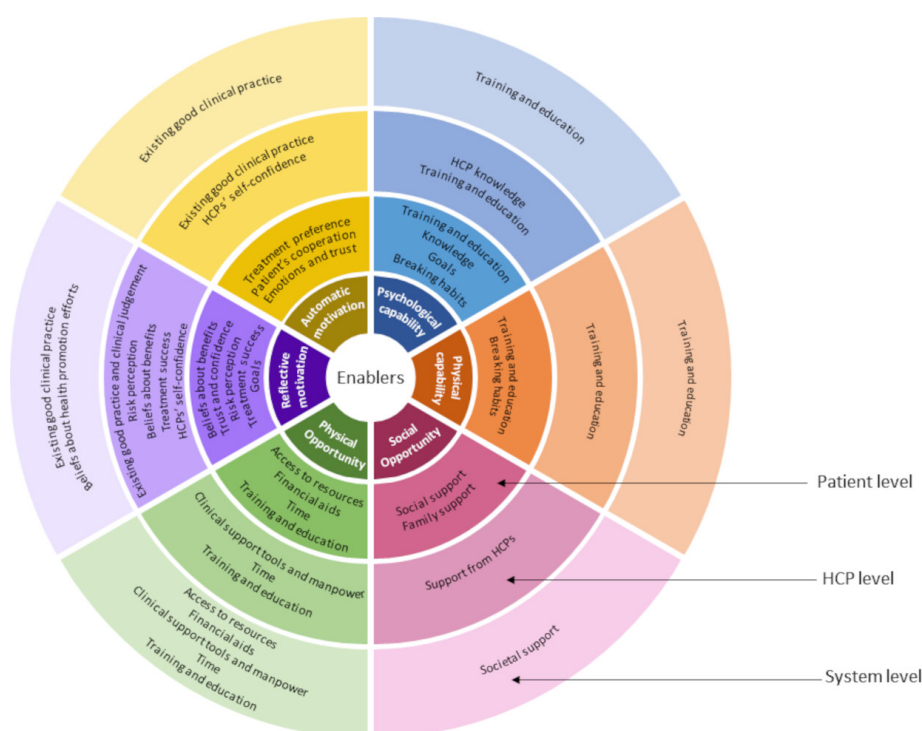 Enablers
Automatic
motivation
Treatment preference
Patient's cooperation
Emotions and trust
Existing good clinical practice
HCPs' self-confidence
Existing good clinical practice
Psychological
capability
Training and education
Knowledge
Goals
Breaking habits
HCP knowledge
Training and education
Training and education
Physical
capability
Training and education
Breaking habits
Training and education
Training and education
Social
Opportunity
Social support
Family support
Support from HCPs
Societal support
Physical
Opportunity
Access to resources
Financial aids
Time
Training and education
Clinical support tools and manpower
Time
Training and education
Access to resources
Financial aids
Clinical support tools and manpower
Time
Training and education
Reflective
motivation
Beliefs about benefits
Trust and confidence
Risk perception
Treatment success
Goals
Existing good practice and clinical judgement
Risk perception
Beliefs about benefits
Treatment success
HCPs' self-confidence
Existing good clinical practice
Beliefs about health promotion efforts
Patient level
HCP level
System level